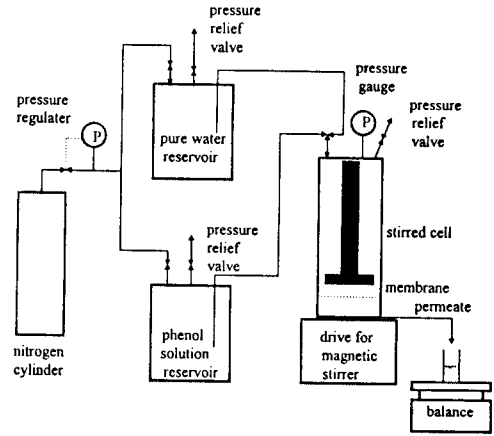 pressure
relief
valve
pressure
gauge
pressure
regulater
P
pure water
reservoir
P
pressure
relief
valve
pressure
relief
valve
stirred cell
membrane
permeate
phenol
solution
reservoir
drive for
magnetic
stirrer
nitrogen
cylinder
balance